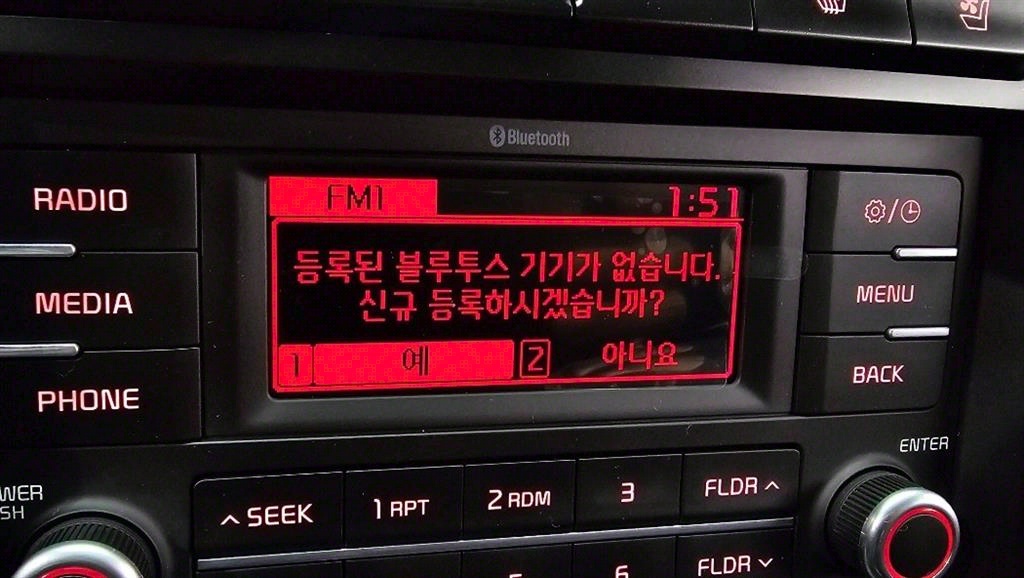 Bluetooth
RADIO
MEDIA
PHONE
FM1 1:51
등록된 블루투스 기기가 없습니다.
신규 등록하시겠습니까?
1 예 2 아니요
MENU
BACK
ENTER
∧ SEEK
1 RPT
2 RDM
3
FLDR ∧
6
FLDR ∨